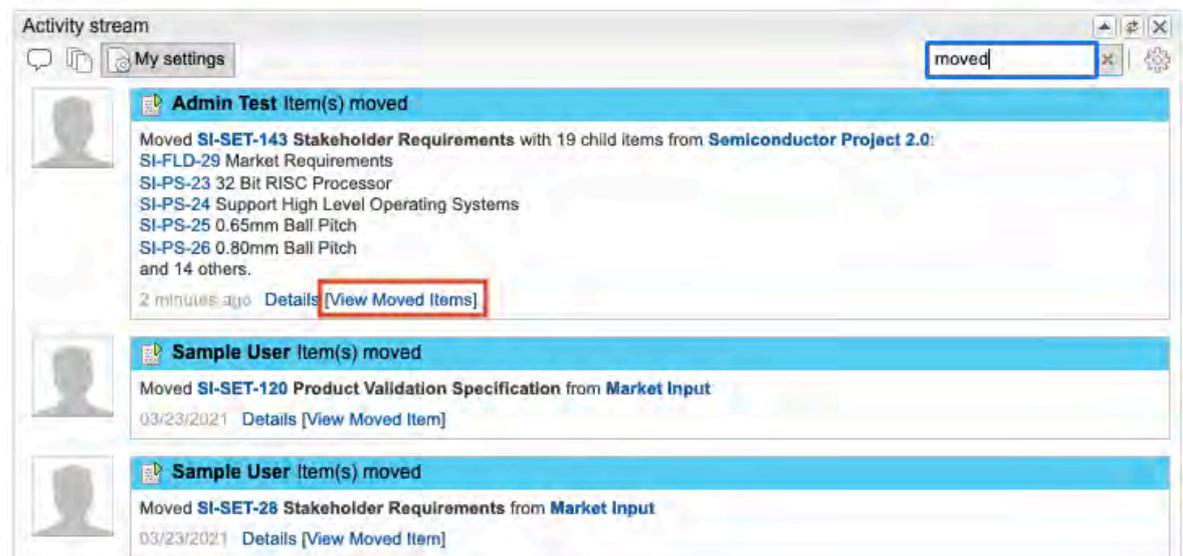 Activity stream
My settings
moved
Admin Test Item(s) moved
Moved SI-SET-143 Stakeholder Requirements with 19 child items from Semiconductor Project 2.0:
SI-FLD-29 Market Requirements
SI-PS-23 32 Bit RISC Processor
SI-PS-24 Support High Level Operating Systems
SI-PS-25 0.65mm Ball Pitch
SI-PS-26 0.80mm Ball Pitch
and 14 others.
2 minutes ago Details [View Moved Items]
Sample User Item(s) moved
Moved SI-SET-120 Product Validation Specification from Market Input
03/23/2021 Details [View Moved Item]
Sample User Item(s) moved
Moved SI-SET-28 Stakeholder Requirements from Market Input
03/23/2021 Details [View Moved Item]